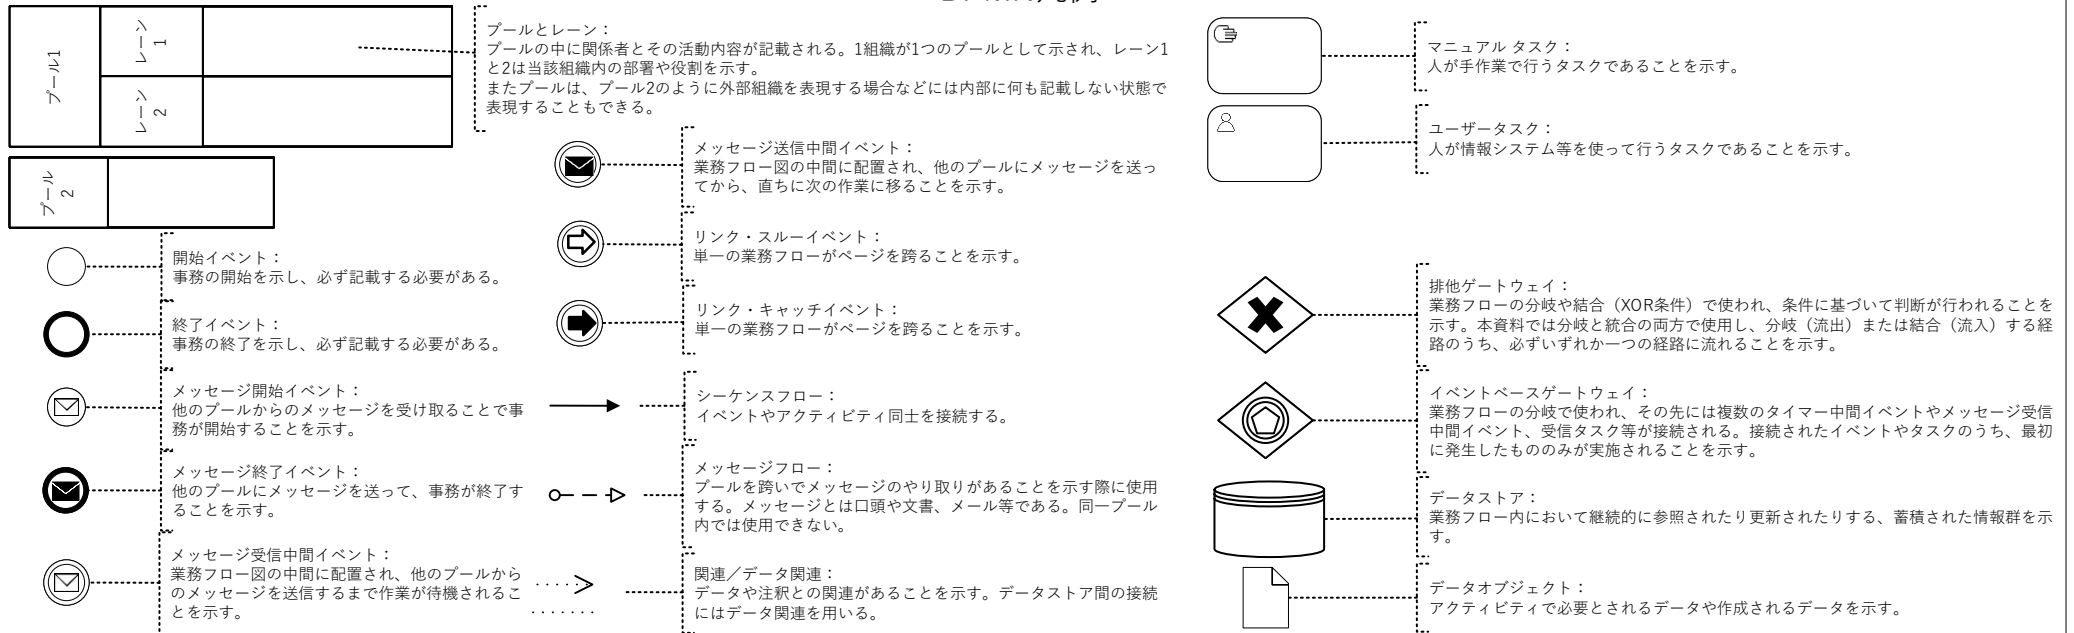 プール1
レーン1
レーン2
プールとレーン：
プールの中に関係者とその活動内容が記載される。1組織が1つのプールとして示され、レーン1
と2は当該組織内の部署や役割を示す。
またプールは、プール2のように外部組織を表現する場合などには内部に何も記載しない状態で
表現することもできる。
プール2
開始イベント：
事務の開始を示し、必ず記載する必要がある。
終了イベント：
事務の終了を示し、必ず記載する必要がある。
メッセージ開始イベント：
他のプールからのメッセージを受け取ることで事
務が開始することを示す。
メッセージ終了イベント：
他のプールにメッセージを送って、事務が終了す
ることを示す。
メッセージ受信中間イベント：
業務フロー図の中間に配置され、他のプールから
のメッセージを送信するまで作業が待機されるこ
とを示す。
メッセージ送信中間イベント：
業務フロー図の中間に配置され、他のプールにメッセージを送っ
てから、直ちに次の作業に移ることを示す。
リンク・スルーイベント：
単一の業務フローがページを跨ることを示す。
リンク・キャッチイベント：
単一の業務フローがページを跨ることを示す。
シーケンスフロー：
イベントやアクティビティ同士を接続する。
メッセージフロー：
プールを跨いでメッセージのやり取りがあることを示す際に使用
する。メッセージとは口頭や文書、メール等である。同一プール
内では使用できない。
関連／データ関連：
データや注釈との関連があることを示す。データストア間の接続
にはデータ関連を用いる。
マニュアル タスク：
人が手作業で行うタスクであることを示す。
ユーザータスク：
人が情報システム等を使って行うタスクであることを示す。
排他ゲートウェイ：
業務フローの分岐や結合（XOR条件）で使われ、条件に基づいて判断が行われることを
示す。本資料では分岐と統合の両方で使用し、分岐（流出）または結合（流入）する経
路のうち、必ずいずれか一つの経路に流れることを示す。
イベントベースゲートウェイ：
業務フローの分岐で使われ、その先には複数のタイマー中間イベントやメッセージ受信
中間イベント、受信タスク等が接続される。接続されたイベントやタスクのうち、最初
に発生したもののみが実施されることを示す。
データストア：
業務フロー内において継続的に参照されたり更新されたりする、蓄積された情報群を示
す。
データオブジェクト：
アクティビティで必要とされるデータや作成されるデータを示す。